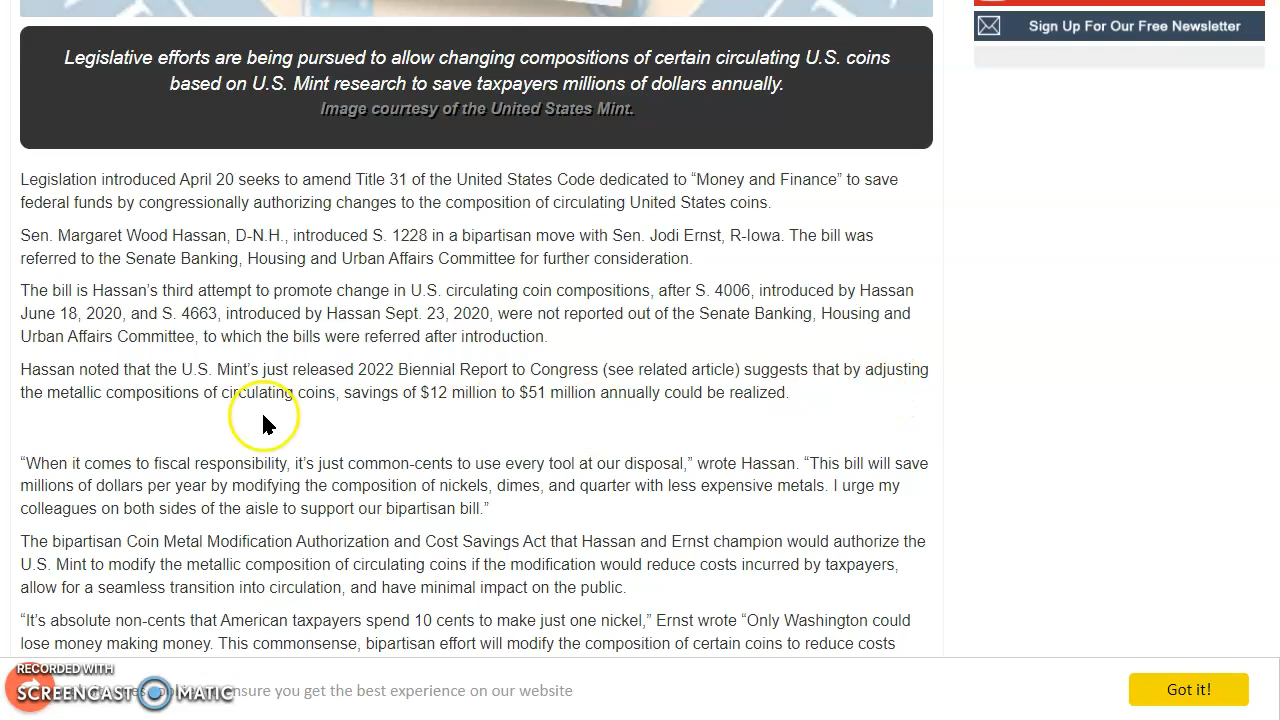 Sign Up For Our Free Newsletter
Legislative efforts are being pursued to allow changing compositions of certain circulating U.S. coins
based on U.S. Mint research to save taxpayers millions of dollars annually.
Image courtesy of the United States Mint.
Legislation introduced April 20 seeks to amend Title 31 of the United States Code dedicated to “Money and Finance” to save
federal funds by congressionally authorizing changes to the composition of circulating United States coins.
Sen. Margaret Wood Hassan, D-N.H., introduced S. 1228 in a bipartisan move with Sen. Jodi Ernst, R-Iowa. The bill was
referred to the Senate Banking, Housing and Urban Affairs Committee for further consideration.
The bill is Hassan’s third attempt to promote change in U.S. circulating coin compositions, after S. 4006, introduced by Hassan
June 18, 2020, and S. 4663, introduced by Hassan Sept. 23, 2020, were not reported out of the Senate Banking, Housing and
Urban Affairs Committee, to which the bills were referred after introduction.
Hassan noted that the U.S. Mint’s just released 2022 Biennial Report to Congress (see related article) suggests that by adjusting
the metallic compositions of circulating coins, savings of $12 million to $51 million annually could be realized.
“When it comes to fiscal responsibility, it’s just common-cents to use every tool at our disposal,” wrote Hassan. “This bill will save
millions of dollars per year by modifying the composition of nickels, dimes, and quarter with less expensive metals. I urge my
colleagues on both sides of the aisle to support our bipartisan bill.”
The bipartisan Coin Metal Modification Authorization and Cost Savings Act that Hassan and Ernst champion would authorize the
U.S. Mint to modify the metallic composition of circulating coins if the modification would reduce costs incurred by taxpayers,
allow for a seamless transition into circulation, and have minimal impact on the public.
“It’s absolute non-cents that American taxpayers spend 10 cents to make just one nickel,” Ernst wrote “Only Washington could
lose money making money. This commonsense, bipartisan effort will modify the composition of certain coins to reduce costs
RECORDED WITH
SCREENCAST MATIC
ensure you get the best experience on our website
Got it!